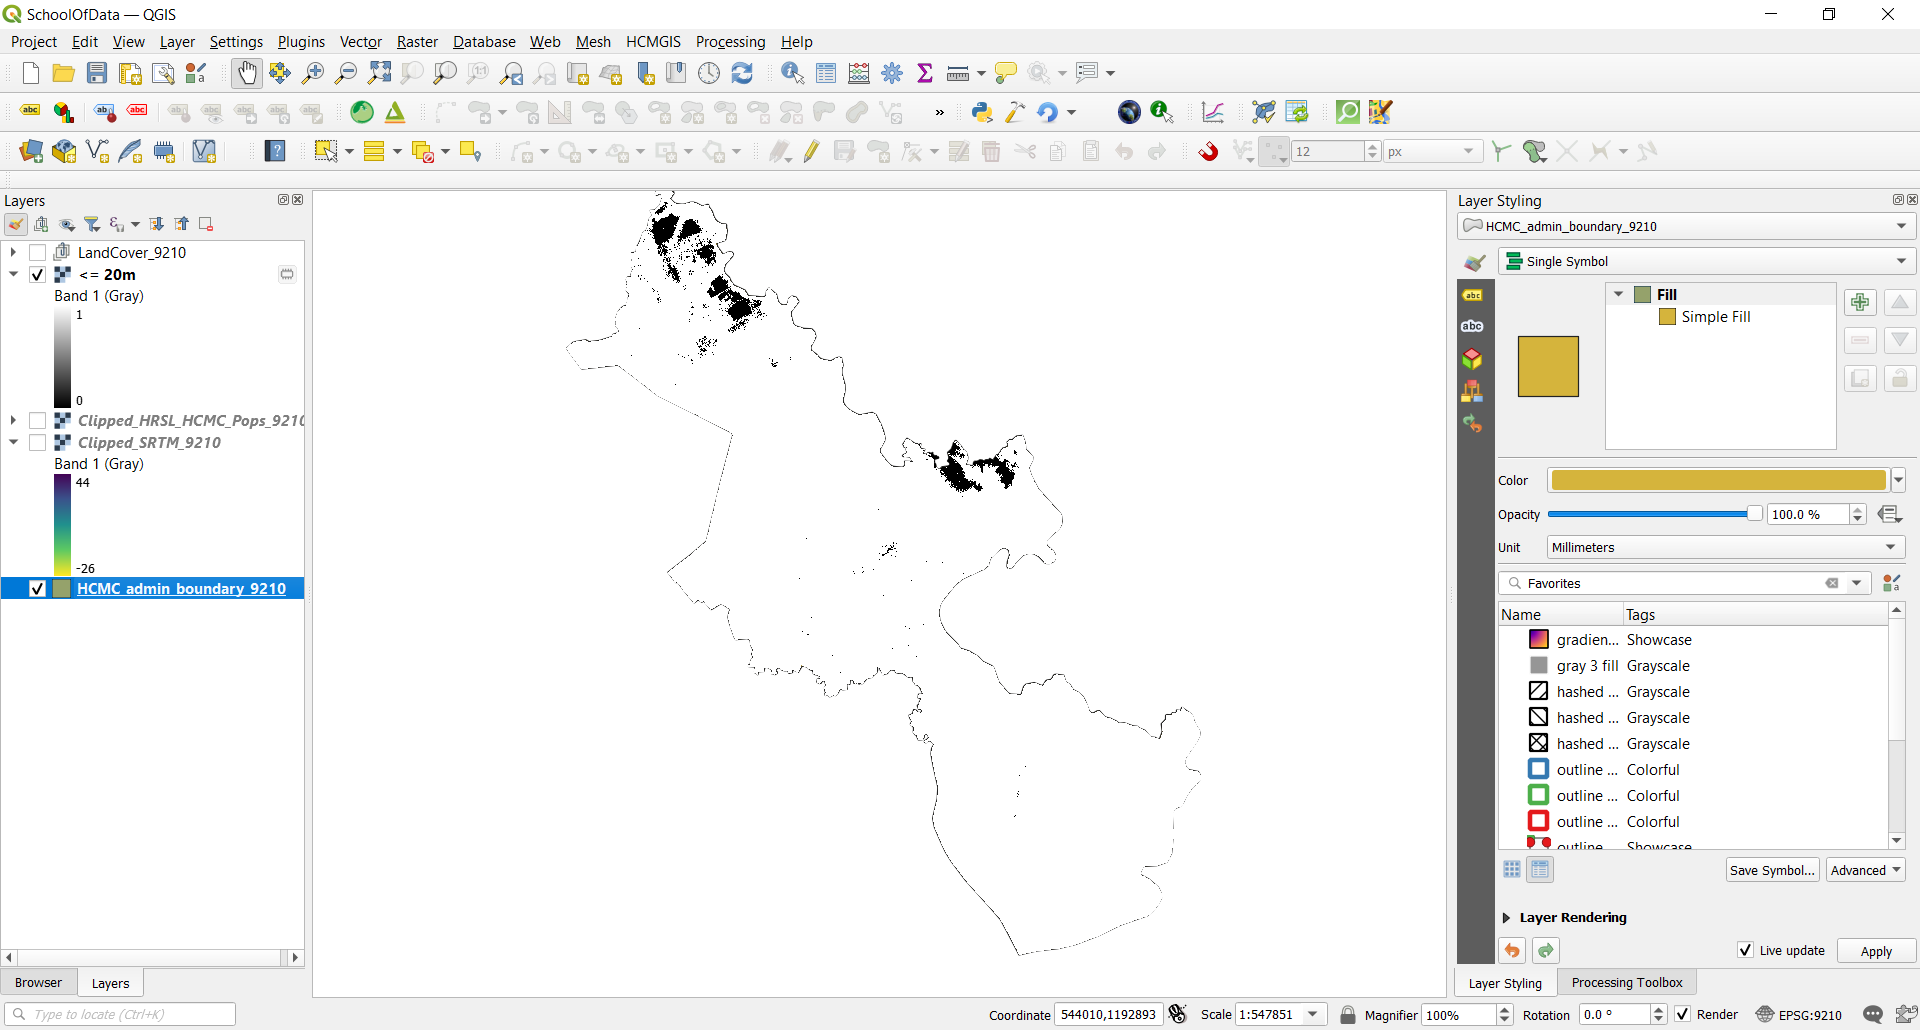 SchoolOfData — QGIS
Project Edit View Layer Settings Plugins Vector Raster Database Web Mesh HCMGIS Processing Help
12 px
Layers
LandCover_9210
<= 20m
Band 1 (Gray)
1
0
Clipped_HRSL_HCMC_Pops_9210
Clipped_SRTM_9210
Band 1 (Gray)
44
-26
HCMC_admin_boundary_9210
Browser Layers
Type to locate (Ctrl+K)
Layer Styling
HCMC_admin_boundary_9210
Single Symbol
Fill
Simple Fill
Color
Opacity 100.0 %
Unit Millimeters
Favorites
Name Tags
gradien... Showcase
gray 3 fill Grayscale
hashed ... Grayscale
hashed ... Grayscale
hashed ... Grayscale
outline ... Colorful
outline ... Colorful
outline ... Colorful
outline Showcase
Save Symbol... Advanced
Layer Rendering
Live update Apply
Layer Styling Processing Toolbox
Coordinate 544010,1192893 Scale 1:547851 Magnifier 100% Rotation 0.0 ° Render EPSG:9210